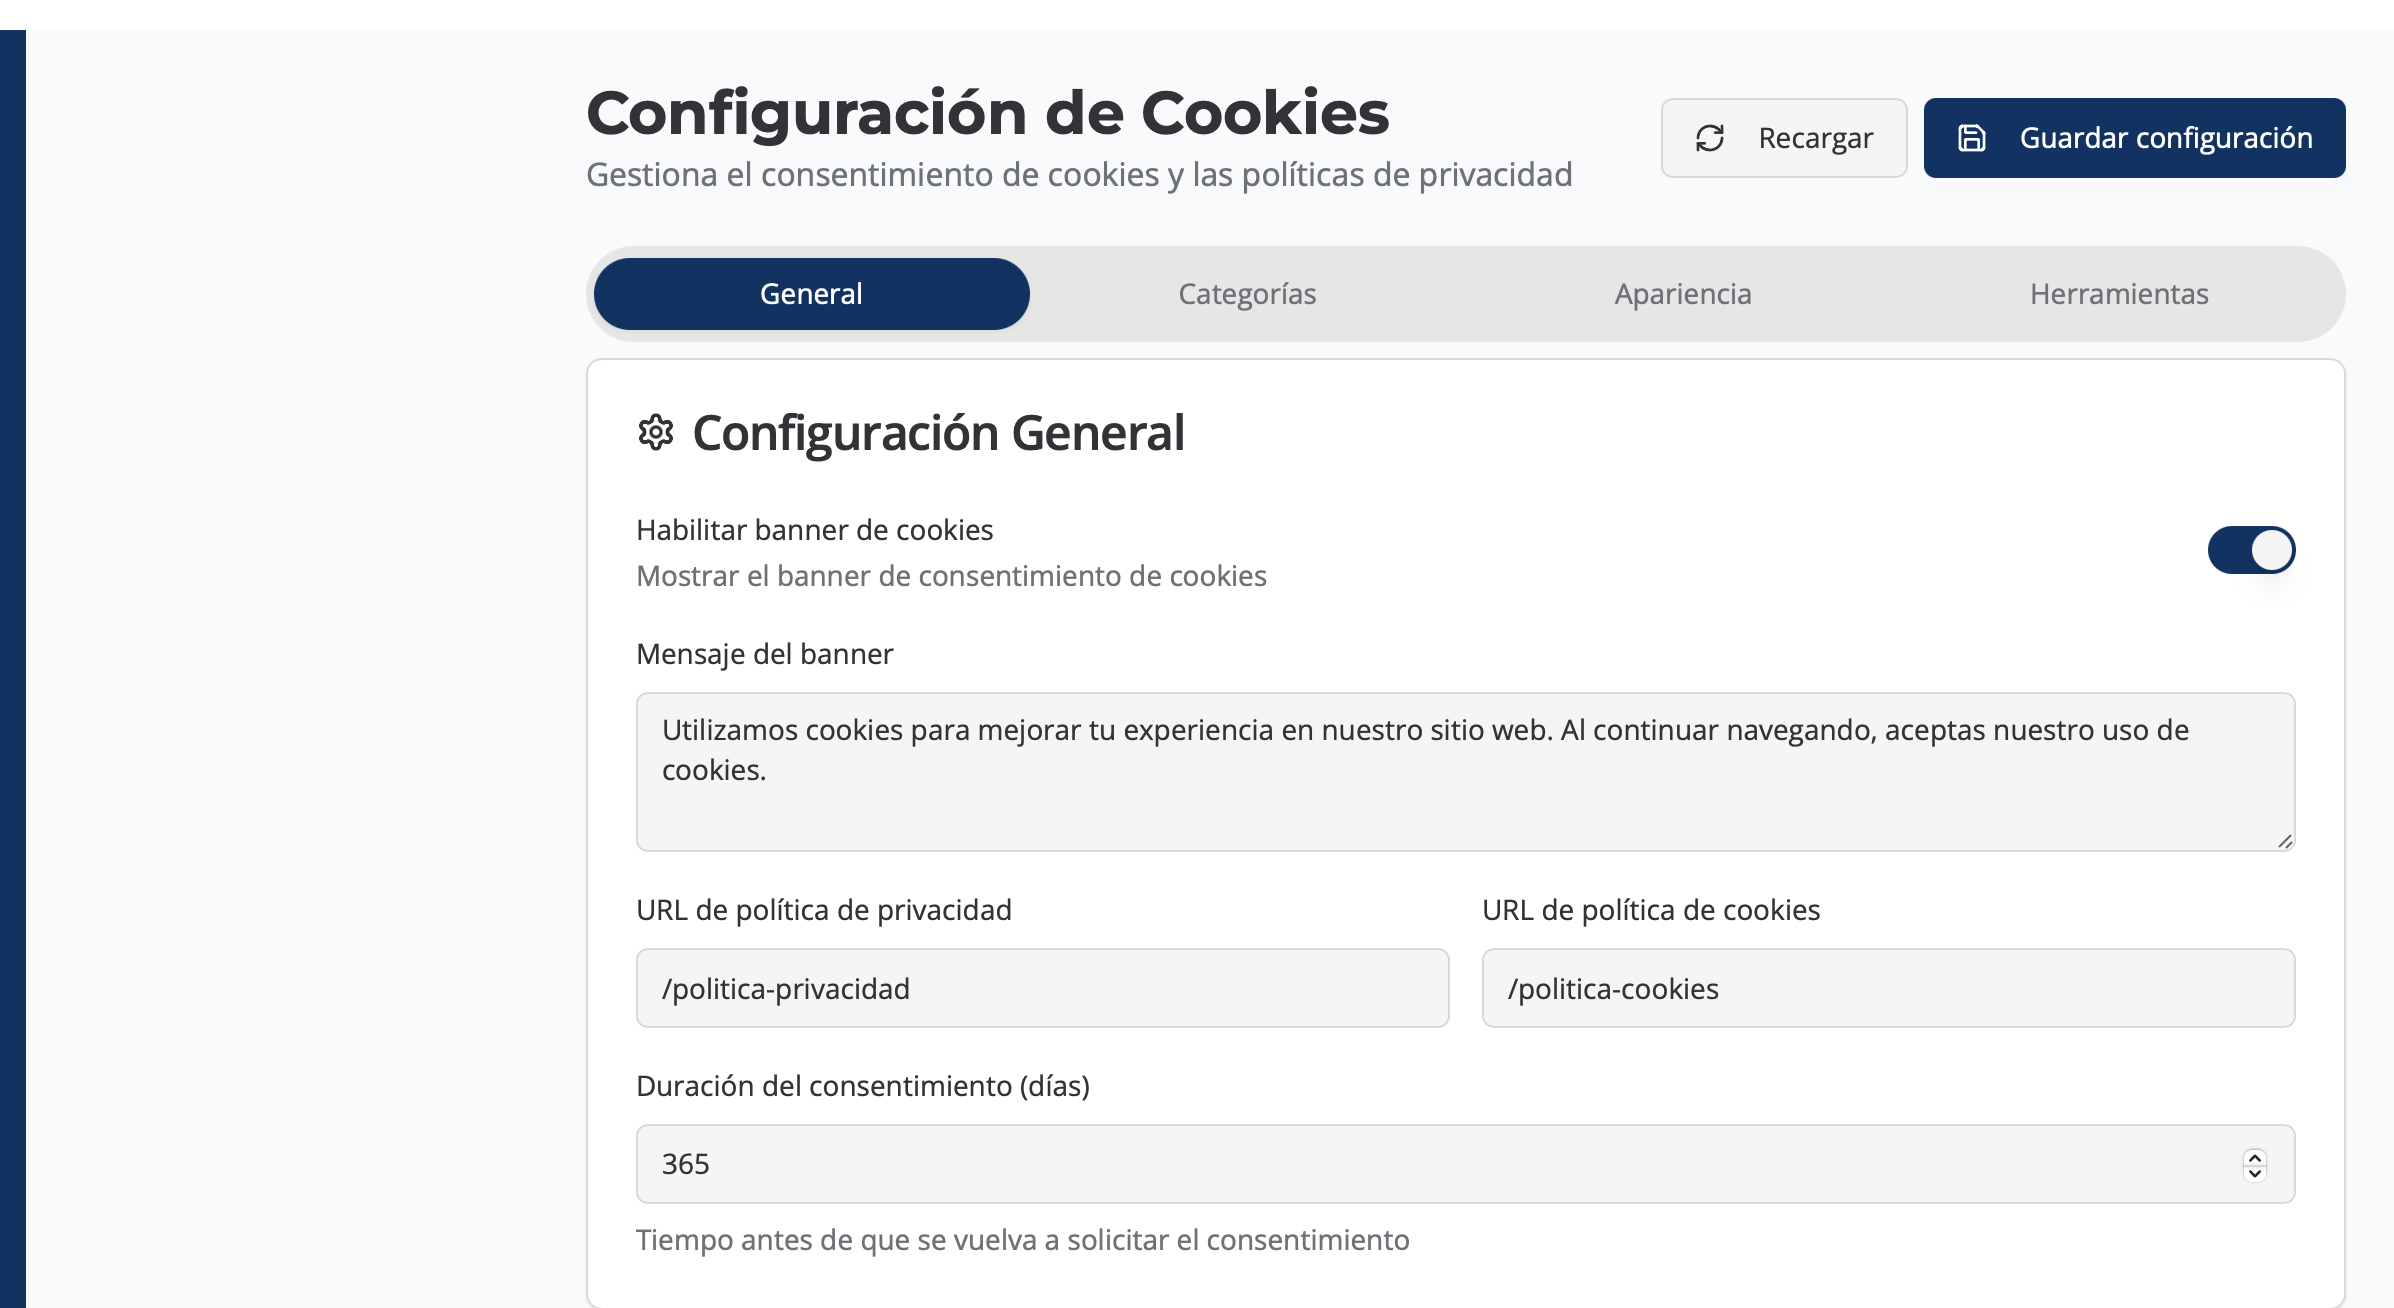 Configuración de Cookies
Gestiona el consentimiento de cookies y las políticas de privacidad
Recargar
Guardar configuración
General
Categorías
Apariencia
Herramientas
Configuración General
Habilitar banner de cookies
Mostrar el banner de consentimiento de cookies
Mensaje del banner
Utilizamos cookies para mejorar tu experiencia en nuestro sitio web. Al continuar navegando, aceptas nuestro uso de
cookies.
URL de política de privacidad
URL de política de cookies
/politica-privacidad
/politica-cookies
Duración del consentimiento (días)
365
Tiempo antes de que se vuelva a solicitar el consentimiento